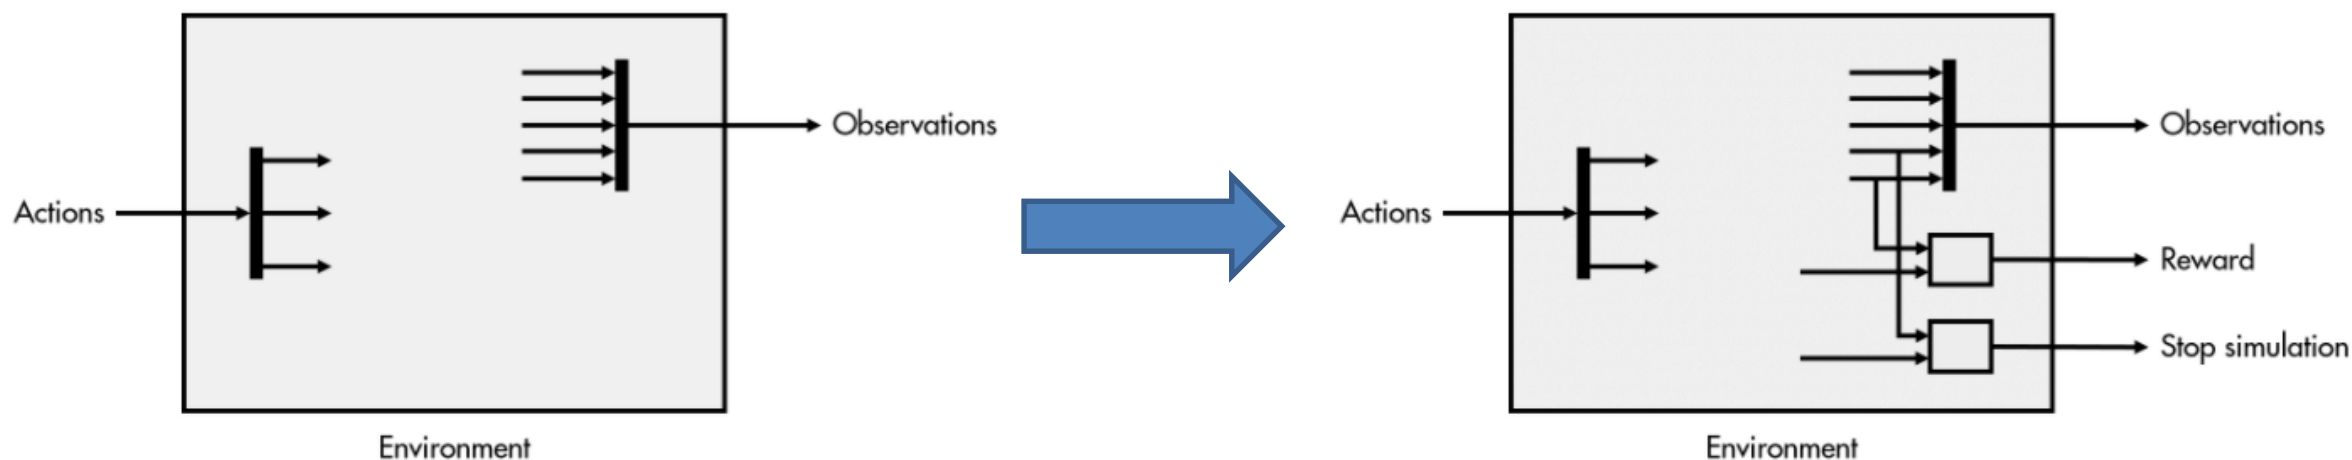 Actions
Observations
Environment
Actions
Observations
Reward
Stop simulation
Environment